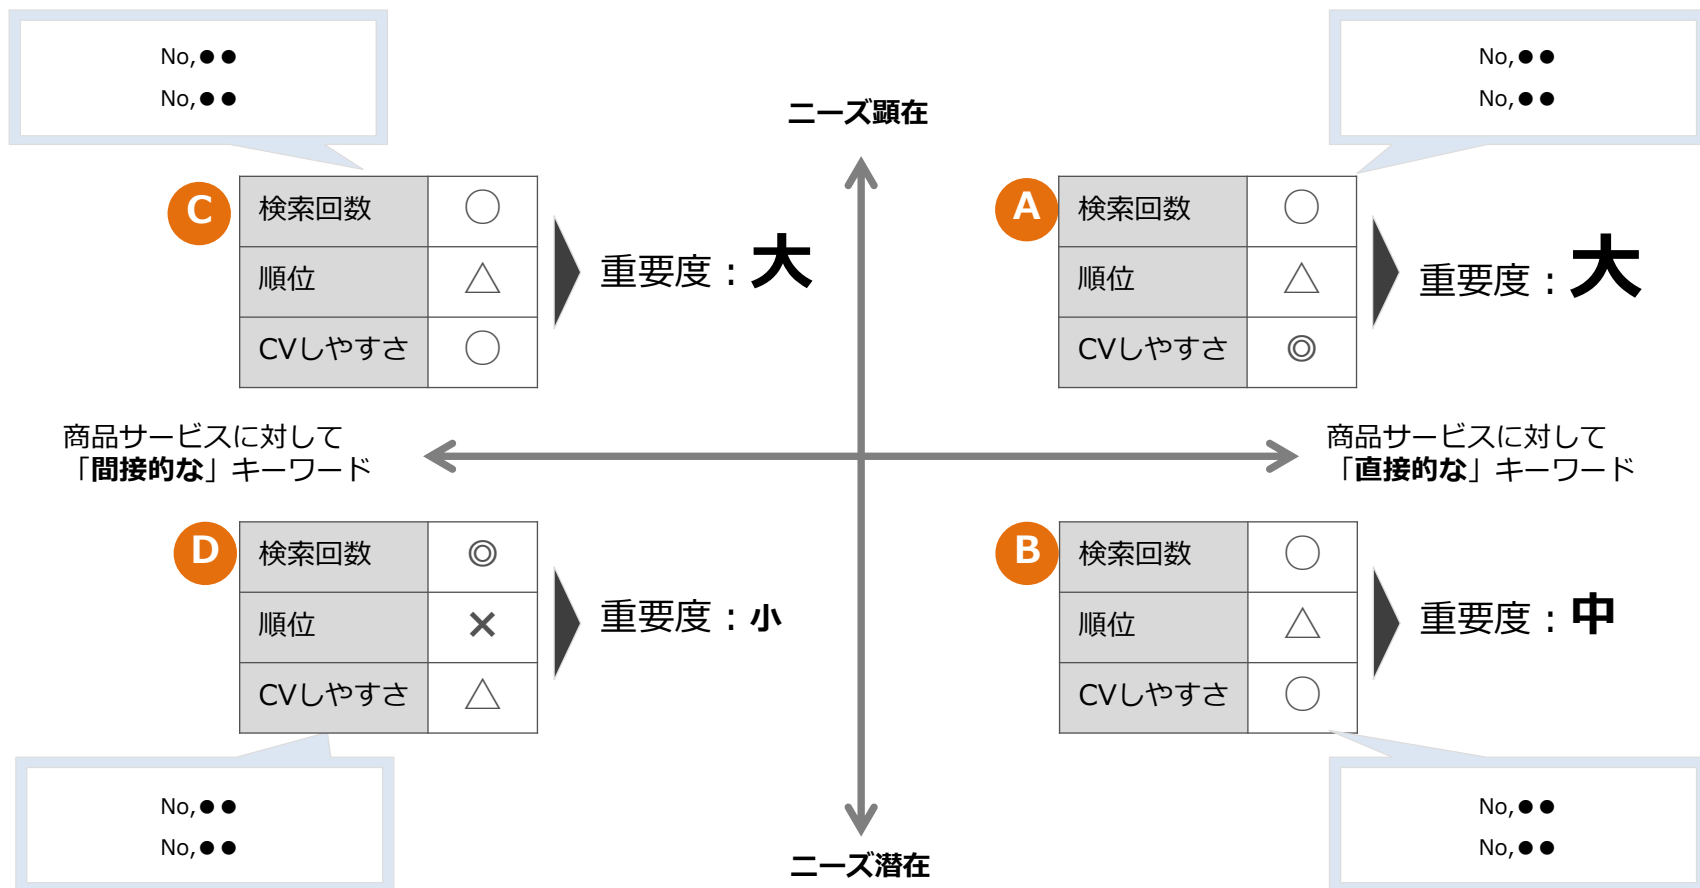 No,●●
No,●●
No,●●
No,●●
ニーズ顕在
C
検索回数 ○
順位 △
CVしやすさ ○
重要度：大
A
検索回数 ○
順位 △
CVしやすさ ◎
重要度：大
商品サービスに対して
「間接的な」キーワード
商品サービスに対して
「直接的な」キーワード
D
検索回数 ◎
順位 ×
CVしやすさ △
重要度：小
B
検索回数 ○
順位 △
CVしやすさ ○
重要度：中
No,●●
No,●●
No,●●
No,●●
ニーズ潜在